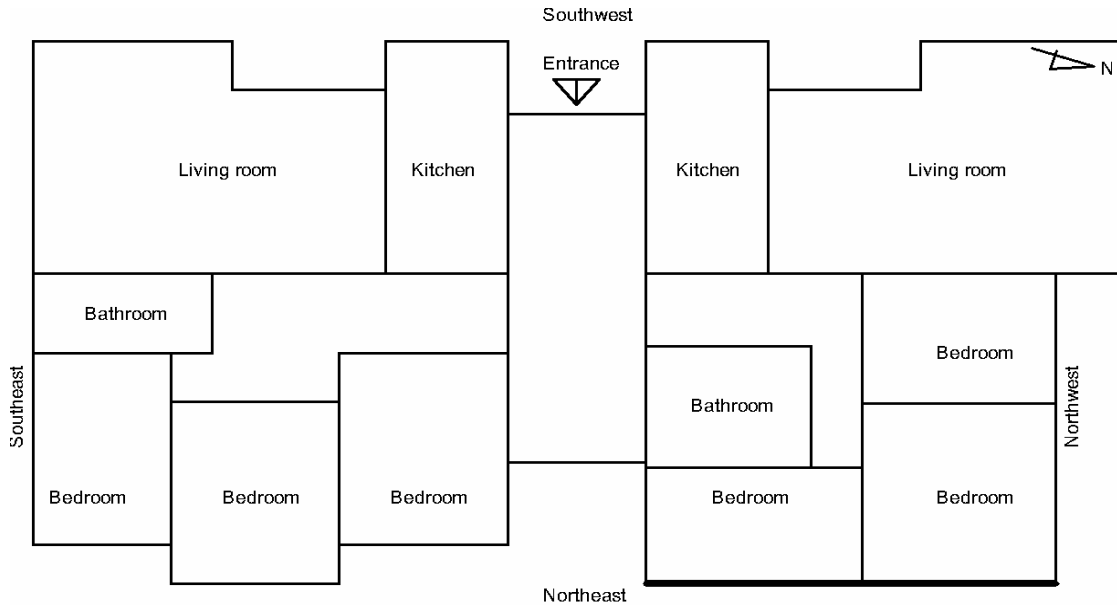 Southwest
Entrance
N
Living room
Kitchen
Kitchen
Living room
Bathroom
Bedroom
Bathroom
Southeast
Northwest
Bedroom
Bedroom
Bedroom
Bedroom
Bedroom
Northeast